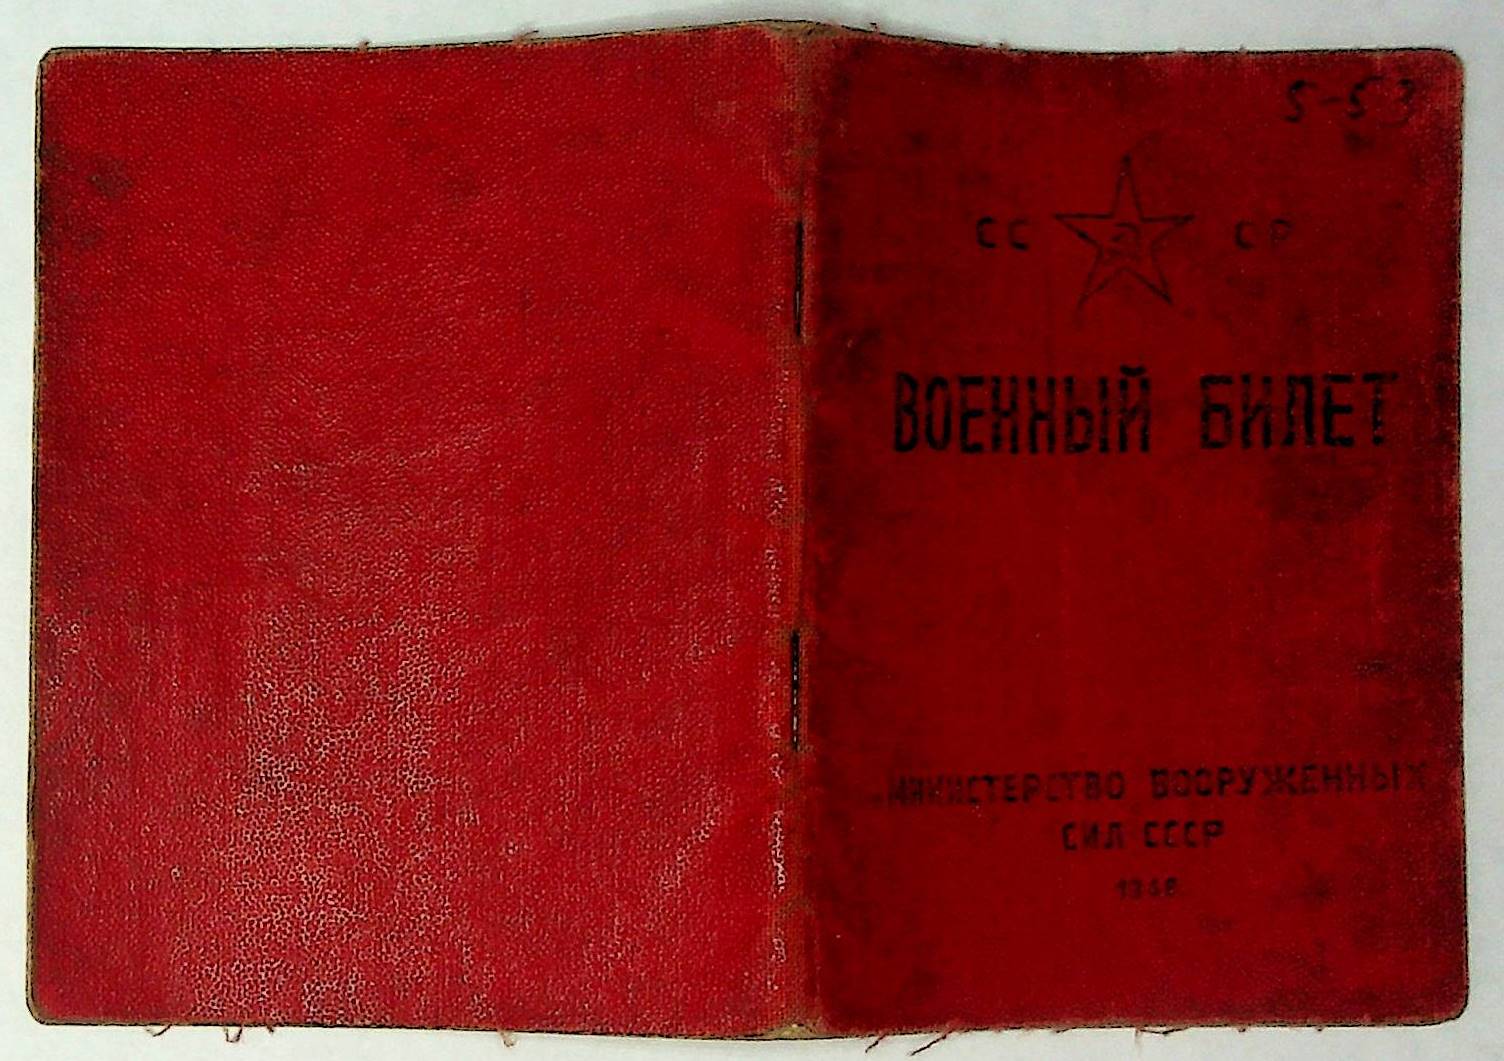 5-53
СС СР
ВОЕННЫЙ БИЛЕТ
МИНИСТЕРСТВО ВООРУЖЕННЫХ
СИЛ СССР